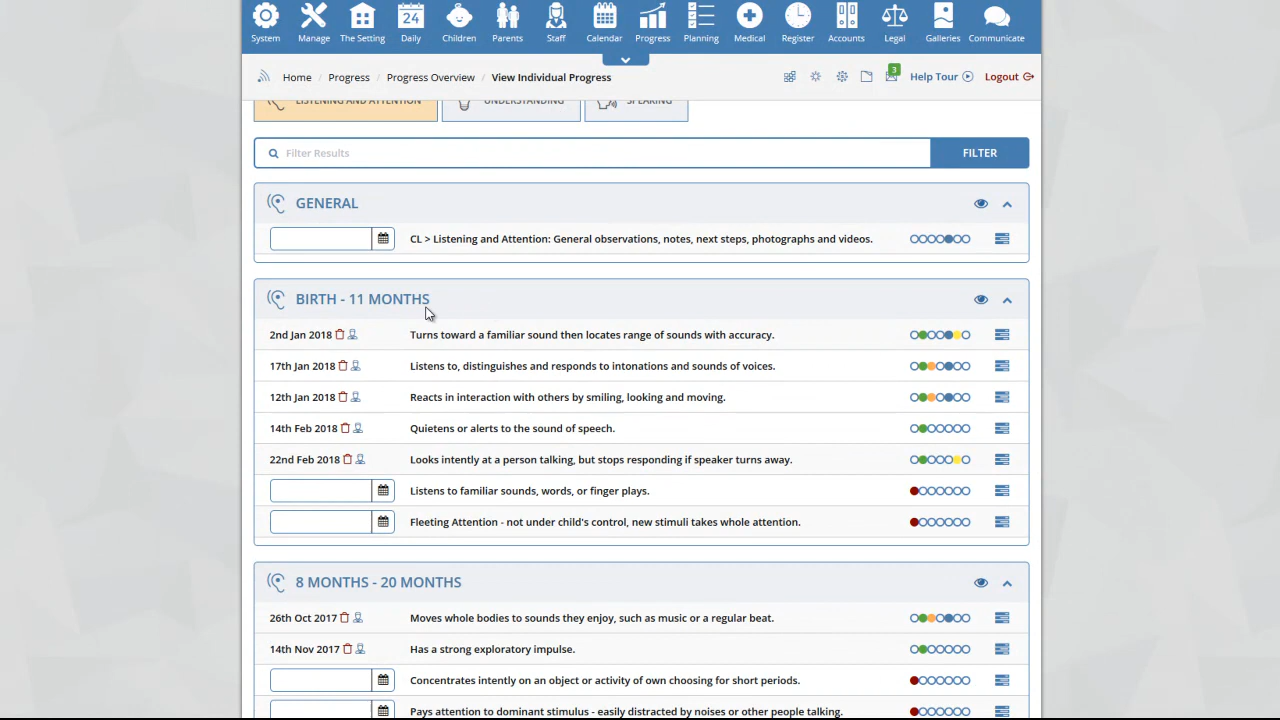 System Manage The Setting 24 Daily Children Parents Staff Calendar Progress Planning Medical Register Accounts Legal Galleries Communicate
Home / Progress / Progress Overview / View Individual Progress 3 Help Tour Logout
LISTENING AND ATTENTION UNDERSTANDING SPEAKING
Filter Results FILTER
GENERAL
CL > Listening and Attention: General observations, notes, next steps, photographs and videos.
BIRTH - 11 MONTHS
2nd Jan 2018 Turns toward a familiar sound then locates range of sounds with accuracy.
17th Jan 2018 Listens to, distinguishes and responds to intonations and sounds of voices.
12th Jan 2018 Reacts in interaction with others by smiling, looking and moving.
14th Feb 2018 Quietens or alerts to the sound of speech.
22nd Feb 2018 Looks intently at a person talking, but stops responding if speaker turns away.
Listens to familiar sounds, words, or finger plays.
Fleeting Attention - not under child's control, new stimuli takes whole attention.
8 MONTHS - 20 MONTHS
26th Oct 2017 Moves whole bodies to sounds they enjoy, such as music or a regular beat.
14th Nov 2017 Has a strong exploratory impulse.
Concentrates intently on an object or activity of own choosing for short periods.
Pays attention to dominant stimulus - easily distracted by noises or other people talking.